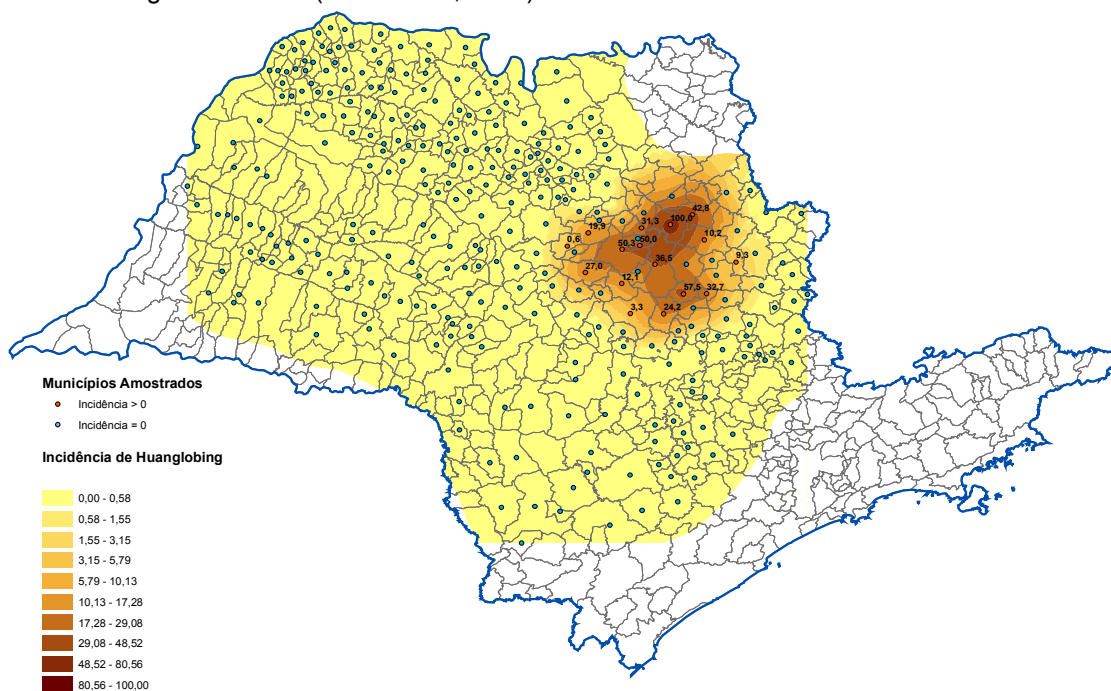 42,8
100,0
31,3
19,9
10,2
0,6
50,3
50,0
36,5
9,3
27,0
12,1
57,5
32,7
3,3
24,2
Municípios Amostrados
Incidência > 0
Incidência = 0
Incidência de Huanglobing
0,00 - 0,58
0,58 - 1,55
1,55 - 3,15
3,15 - 5,79
5,79 - 10,13
10,13 - 17,28
17,28 - 29,08
29,08 - 48,52
48,52 - 80,56
80,56 - 100,00